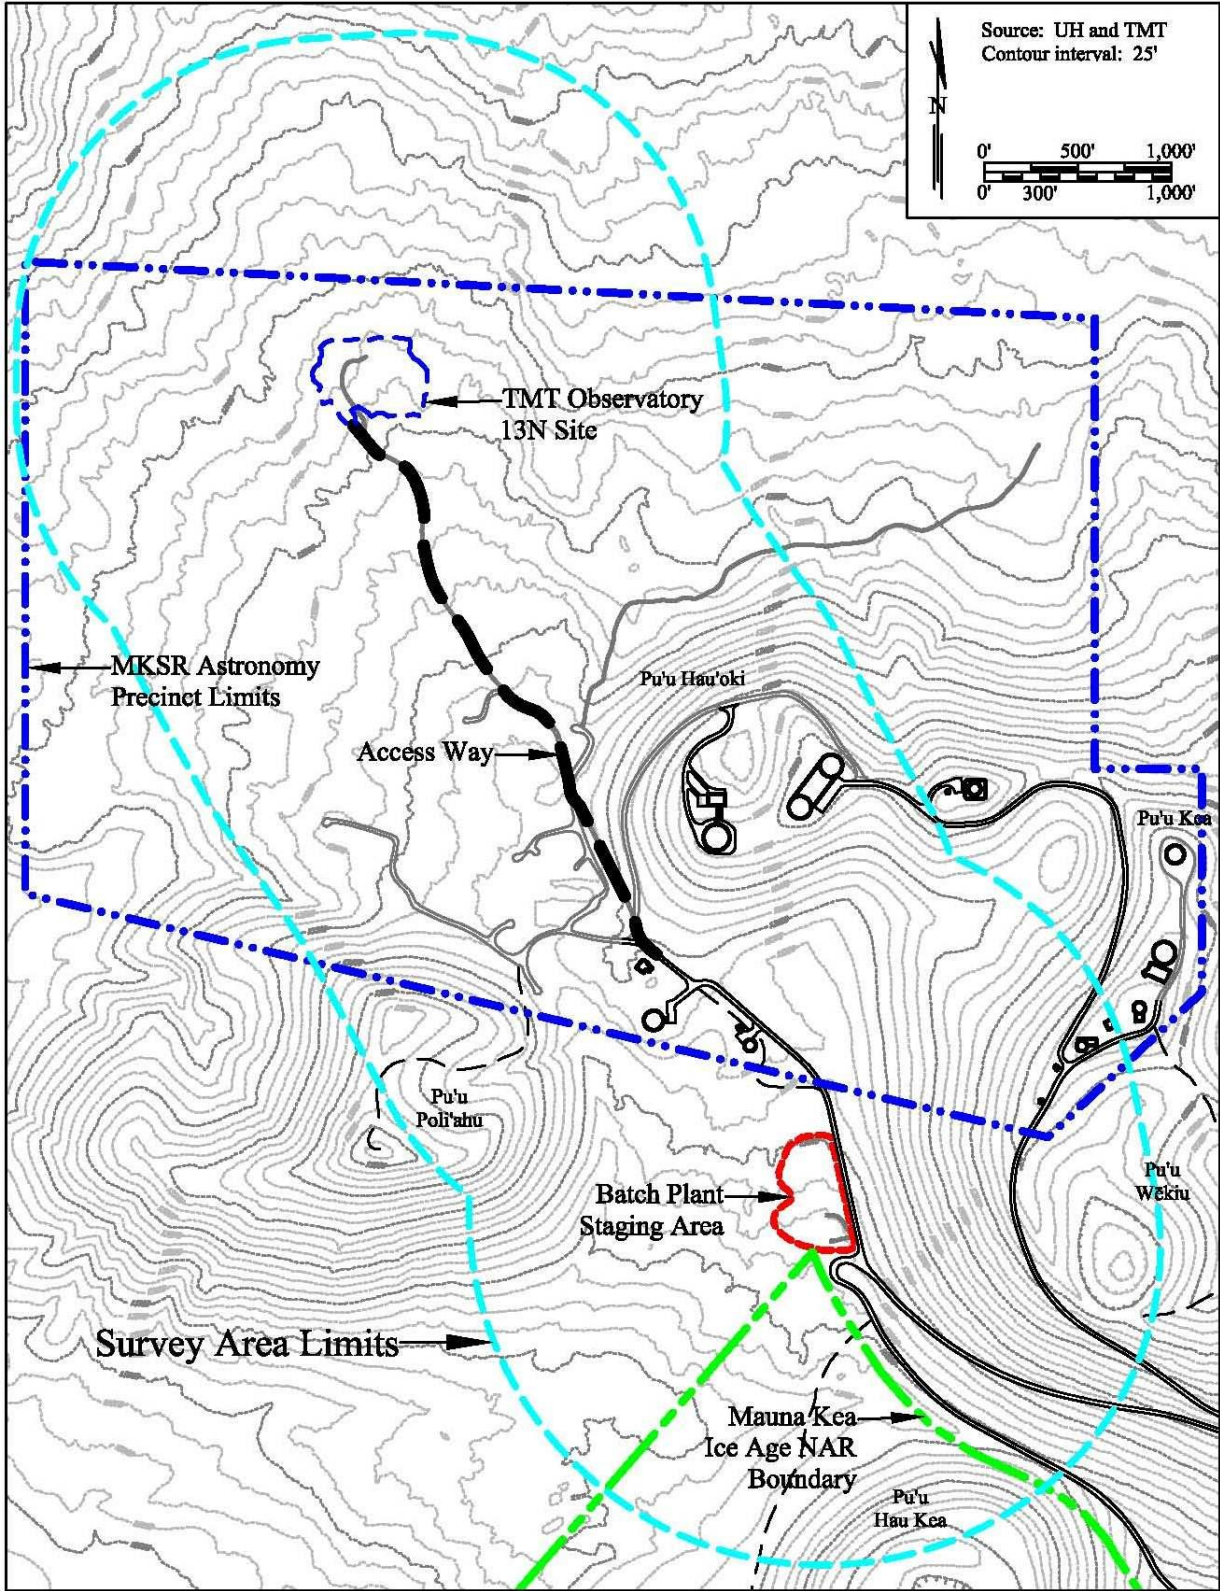 Source: UH and TMT
Contour interval: 25'
N
0' 500' 1,000'
0' 300' 1,000'
TMT Observatory
13N Site
MKSR Astronomy
Precinct Limits
Pu'u Hau'oki
Access Way
Pu'u Kea
Pu'u
Poli'ahu
Batch Plant
Staging Area
Pu'u
Wēkiu
Survey Area Limits
Mauna Kea
Ice Age NAR
Boundary
Pu'u
Hau Kea